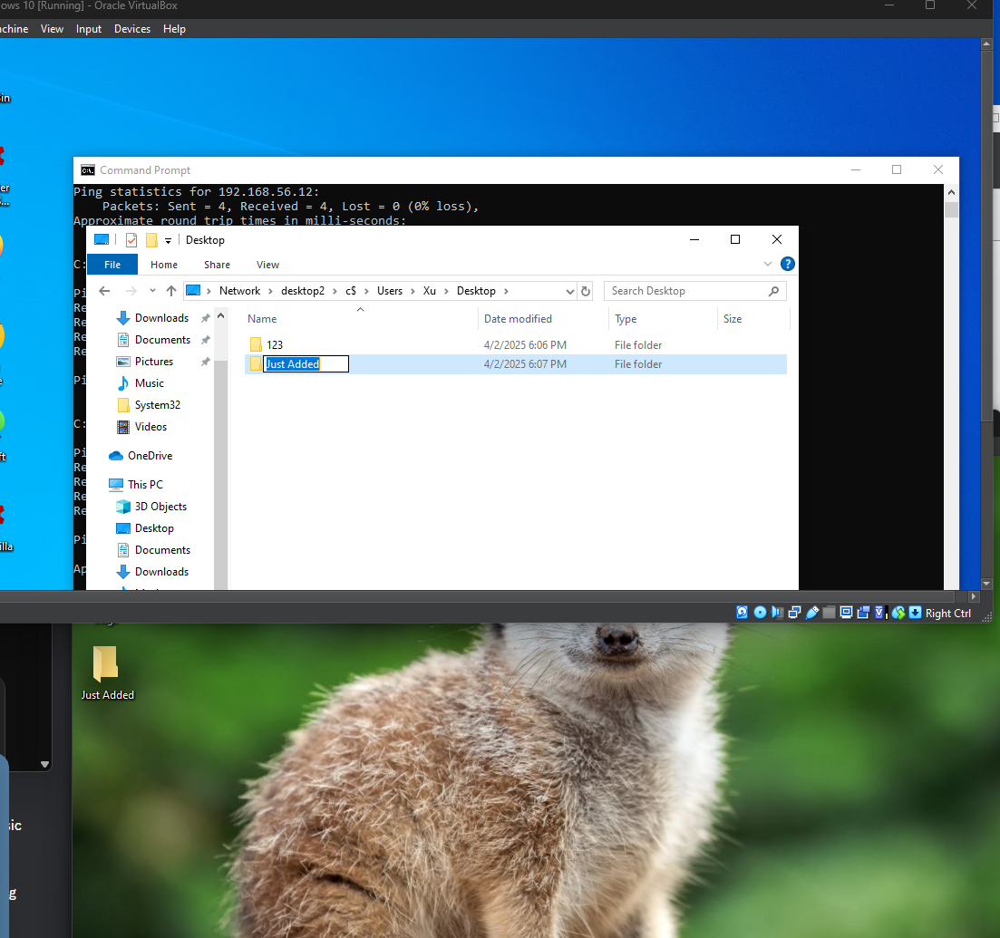 ows 10 [Running] - Oracle VirtualBox
achine View Input Devices Help
in
er
s...
Command Prompt
Ping statistics for 192.168.56.12:
Packets: Sent = 4, Received = 4, Lost = 0 (0% loss),
Approximate round trip times in milli-seconds:
Desktop
C:
File Home Share View
Pi
Network desktop2 c$ Users Xu Desktop
Search Desktop
Re
Re
Re
Re
Name Date modified Type Size
Downloads
Documents
Pictures
Music
System32
Videos
OneDrive
This PC
3D Objects
Desktop
Documents
Downloads
123 4/2/2025 6:06 PM File folder
Just Added 4/2/2025 6:07 PM File folder
Pi
C:
ft
Pi
Re
Re
Re
Re
Pi
illa
Ap
Right Ctrl
Just Added
sic
g